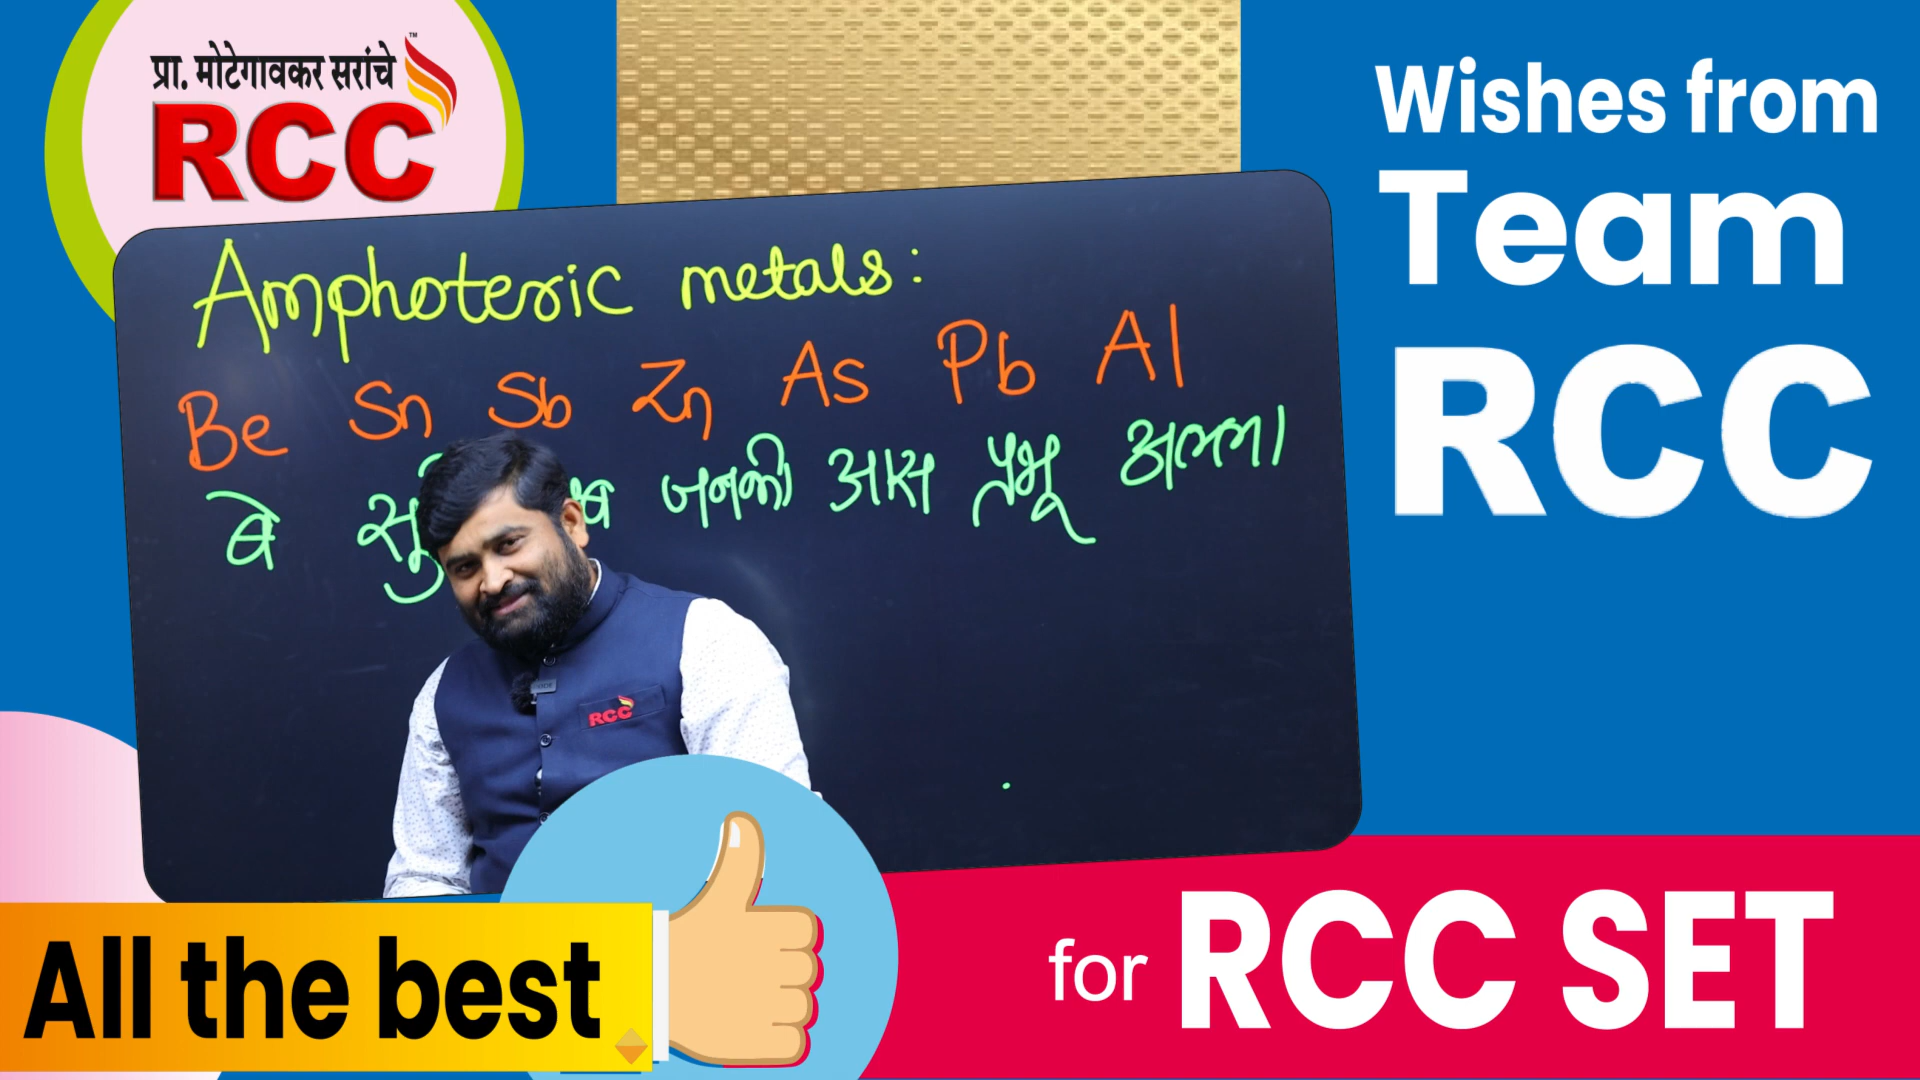 प्रा. मोटेगावकर सरांचे
RCC
Wishes from
Team
RCC
Amphoteric metals:
Be Sn Sb Zn As Pb Al
बे जनकी आस प्रभू अल्ला
RCC
All the best
for RCC SET